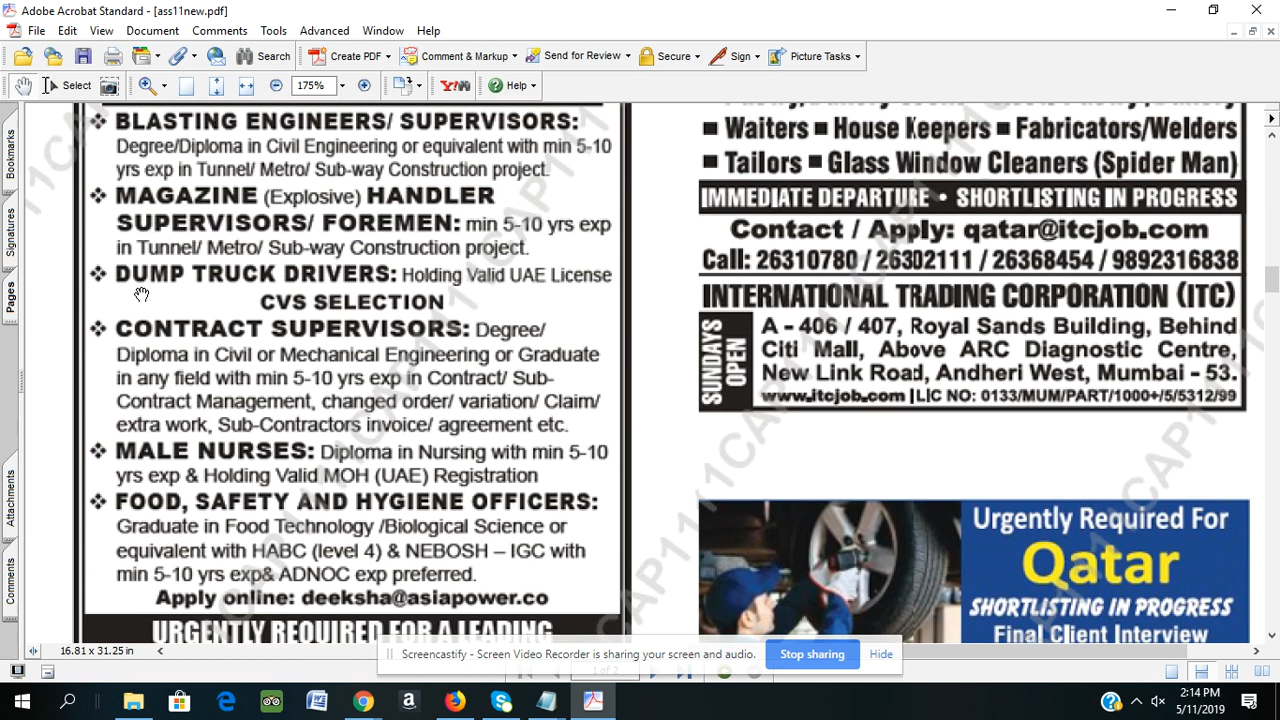 Adobe Acrobat Standard - [ass11new.pdf]
File Edit View Document Comments Tools Advanced Window Help
Search Create PDF Comment & Markup Send for Review Secure Sign Picture Tasks
Select 175% Y! Help
Bookmarks
Signatures
Pages
Attachments
Comments
❖ BLASTING ENGINEERS/ SUPERVISORS:
Degree/Diploma in Civil Engineering or equivalent with min 5-10
yrs exp in Tunnel/ Metro/ Sub-way Construction project.
❖ MAGAZINE (Explosive) HANDLER
SUPERVISORS/ FOREMEN: min 5-10 yrs exp
in Tunnel/ Metro/ Sub-way Construction project.
❖ DUMP TRUCK DRIVERS: Holding Valid UAE License
CVS SELECTION
❖ CONTRACT SUPERVISORS: Degree/
Diploma in Civil or Mechanical Engineering or Graduate
in any field with min 5-10 yrs exp in Contract/ Sub-
Contract Management, changed order/ variation/ Claim/
extra work, Sub-Contractors invoice/ agreement etc.
❖ MALE NURSES: Diploma in Nursing with min 5-10
yrs exp & Holding Valid MOH (UAE) Registration
❖ FOOD, SAFETY AND HYGIENE OFFICERS:
Graduate in Food Technology /Biological Science or
equivalent with HABC (level 4) & NEBOSH – IGC with
min 5-10 yrs exp& ADNOC exp preferred.
Apply online: deeksha@asiapower.co
URGENTLY REQUIRED FOR A LEADING
■ Waiters ■ House Keepers ■ Fabricators/Welders
■ Tailors ■ Glass Window Cleaners (Spider Man)
IMMEDIATE DEPARTURE • SHORTLISTING IN PROGRESS
Contact / Apply: qatar@itcjob.com
Call: 26310780 / 26302111 / 26368454 / 9892316838
INTERNATIONAL TRADING CORPORATION (ITC)
SUNDAYS
OPEN
A - 406 / 407, Royal Sands Building, Behind
Citi Mall, Above ARC Diagnostic Centre,
New Link Road, Andheri West, Mumbai - 53.
www.itcjob.com | LIC NO: 0133/MUM/PART/1000+/5/5312/99
Urgently Required For
Qatar
SHORTLISTING IN PROGRESS
Final Client Interview
CAP111CAP111CAP111
16.81 x 31.25 in
Screencastify - Screen Video Recorder is sharing your screen and audio. Stop sharing Hide
1 of 2
2:14 PM
5/11/2019